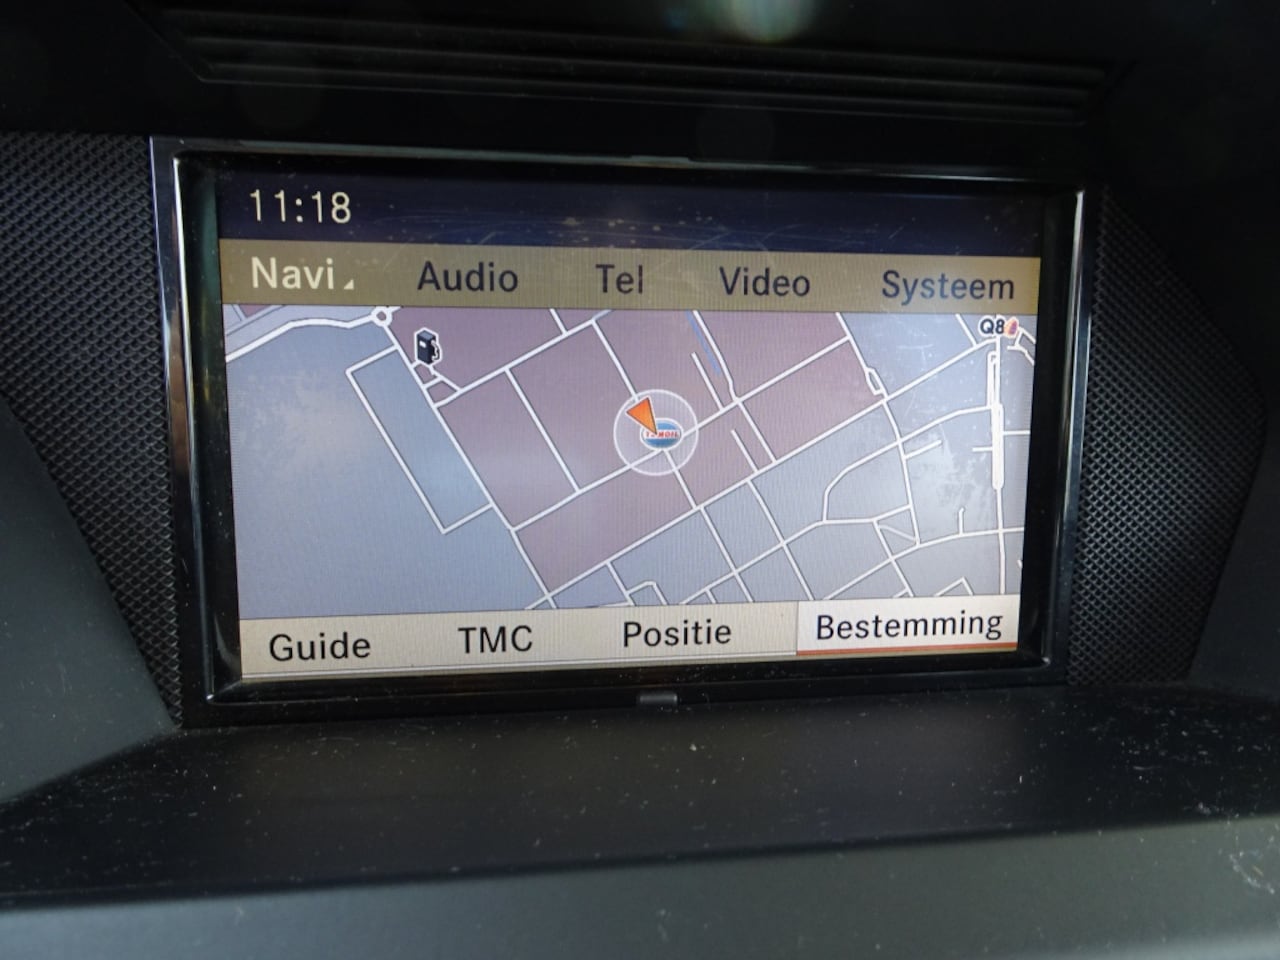 11:18
Navi Audio Tel Video Systeem
Q8
Guide TMC Positie Bestemming